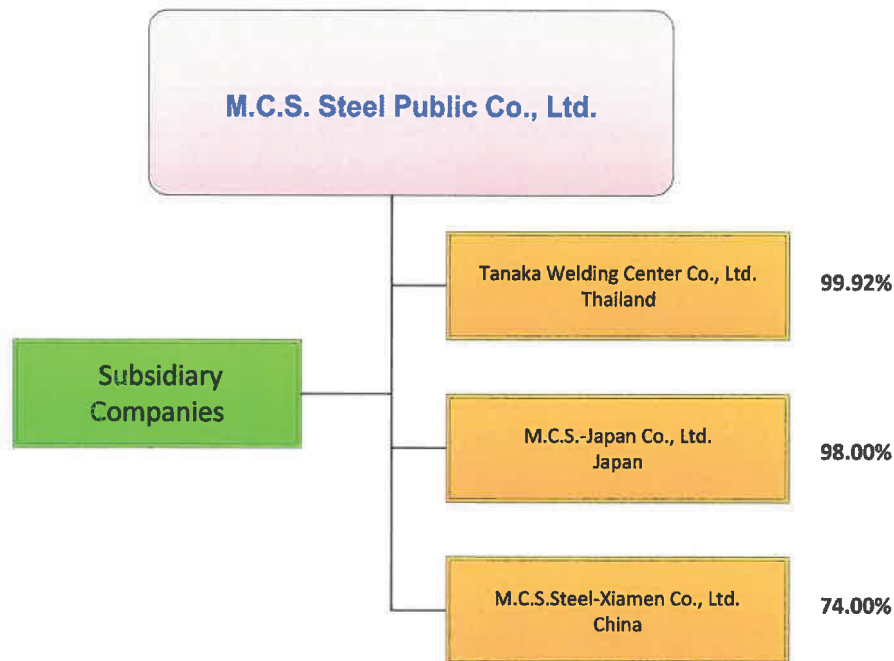 M.C.S. Steel Public Co., Ltd.
Tanaka Welding Center Co., Ltd.
Thailand
99.92%
Subsidiary
Companies
M.C.S.-Japan Co., Ltd.
Japan
98.00%
M.C.S.Steel-Xiamen Co., Ltd.
China
74.00%